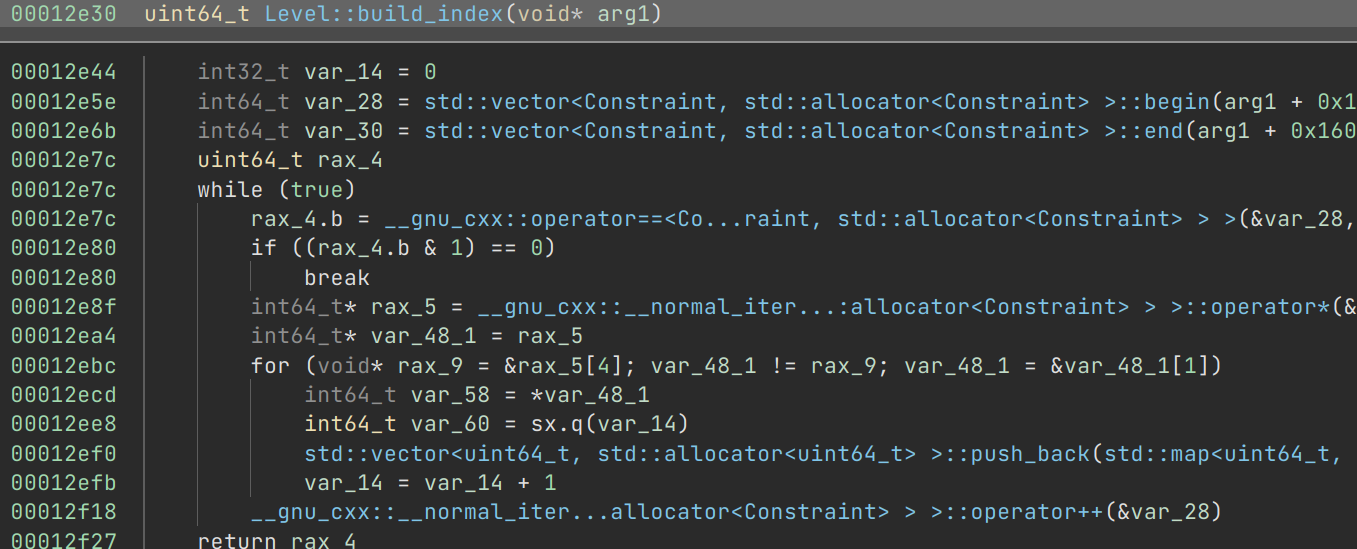 00012e30 uint64_t Level::build_index(void* arg1)
00012e44 int32_t var_14 = 0
00012e5e int64_t var_28 = std::vector<Constraint, std::allocator<Constraint> >::begin(arg1 + 0x1
00012e6b int64_t var_30 = std::vector<Constraint, std::allocator<Constraint> >::end(arg1 + 0x160
00012e7c uint64_t rax_4
00012e7c while (true)
00012e7c rax_4.b = __gnu_cxx::operator==<Co...raint, std::allocator<Constraint> > >(&var_28,
00012e80 if ((rax_4.b & 1) == 0)
00012e80 break
00012e8f int64_t* rax_5 = __gnu_cxx::__normal_iter...:allocator<Constraint> > >::operator*(&
00012ea4 int64_t* var_48_1 = rax_5
00012ebc for (void* rax_9 = &rax_5[4]; var_48_1 != rax_9; var_48_1 = &var_48_1[1])
00012ecd int64_t var_58 = *var_48_1
00012ee8 int64_t var_60 = sx.q(var_14)
00012ef0 std::vector<uint64_t, std::allocator<uint64_t> >::push_back(std::map<uint64_t,
00012efb var_14 = var_14 + 1
00012f18 __gnu_cxx::__normal_iter...allocator<Constraint> > >::operator++(&var_28)
00012f27 return rax_4